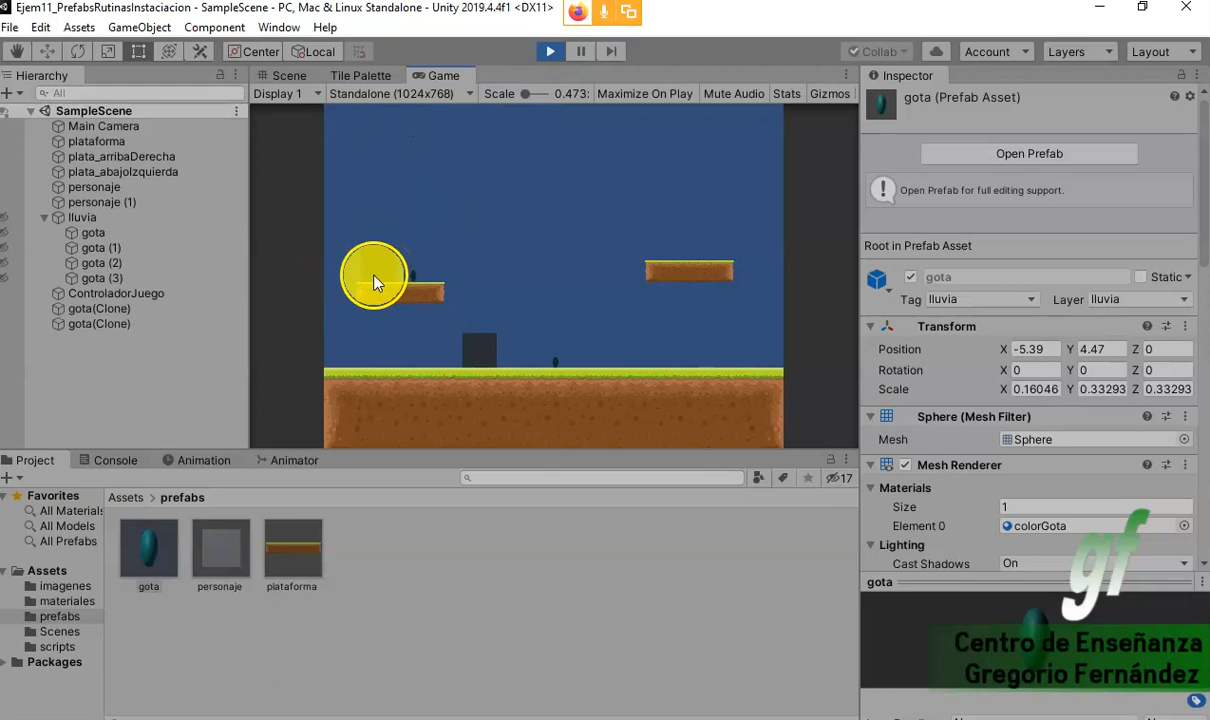 Ejem11_PrefabsRutinasInstaciacion - SampleScene - PC, Mac & Linux Standalone - Unity 2019.4.4f1 <DX11>
File Edit Assets GameObject Component Window Help
Center Local Collab Account Layers Layout
Hierarchy Scene Tile Palette Game Inspector
All Display 1 Standalone (1024x768) Scale 0.473 Maximize On Play Mute Audio Stats Gizmos gota (Prefab Asset)
SampleScene
Main Camera
plataforma
plata_arribaDerecha
plata_abajoIzquierda
personaje
personaje (1)
lluvia
gota
gota (1)
gota (2)
gota (3)
ControladorJuego
gota(Clone)
gota(Clone)
Open Prefab
Open Prefab for full editing support.
Root in Prefab Asset
gota Static
Tag lluvia Layer lluvia
Transform
Position X -5.39 Y 4.47 Z 0
Rotation X 0 Y 0 Z 0
Scale X 0.16046 Y 0.33293 Z 0.33293
Sphere (Mesh Filter)
Mesh Sphere
Mesh Renderer
Materials
Size 1
Element 0 colorGota
Lighting
Cast Shadows On
gota
Project Console Animation Animator
17
Favorites
All Materials
All Models
All Prefabs
Assets
imagenes
materiales
prefabs
Scenes
scripts
Packages
Assets prefabs
gota personaje plataforma
gf
Centro de Enseñanza
Gregorio Fernández